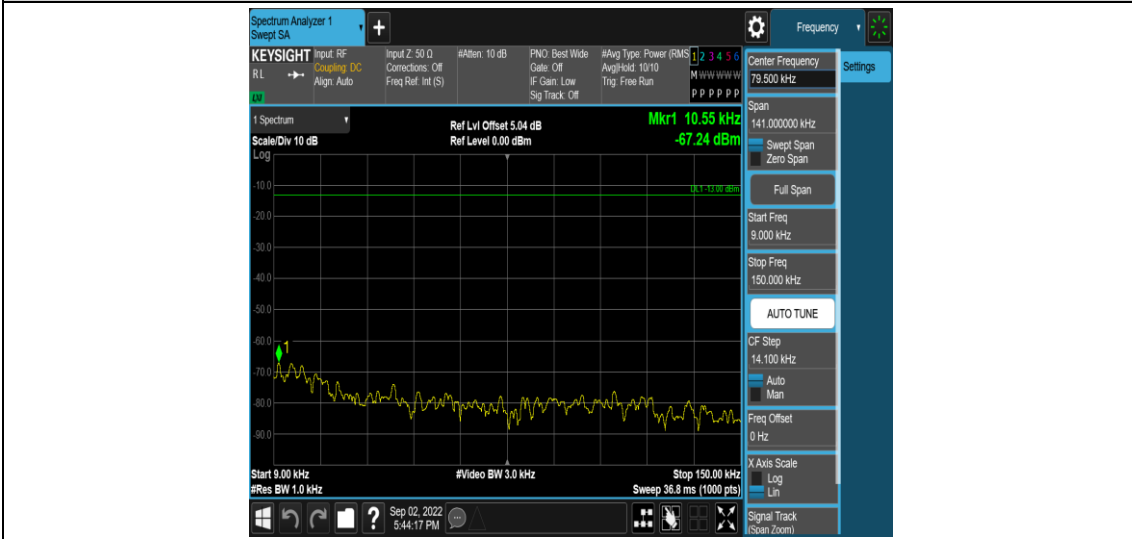 Spectrum Analyzer 1
Swept SA
+
Frequency
KEYSIGHT
RL
Input: RF
Coupling: DC
Align: Auto
Input Z: 50 Ω
Corrections: Off
Freq Ref: Int (S)
#Atten: 10 dB
PNO: Best Wide
Gate: Off
IF Gain: Low
Sig Track: Off
#Avg Type: Power (RMS
Avg|Hold: 10/10
Trig: Free Run
1 2 3 4 5 6
M W W W W W
P P P P P P
1 Spectrum
Scale/Div 10 dB
Log
Ref Lvl Offset 5.04 dB
Ref Level 0.00 dBm
Mkr1 10.55 kHz
-67.24 dBm
DL1 -13.00 dBm
-10.0
-20.0
-30.0
-40.0
-50.0
-60.0
-70.0
-80.0
-90.0
1
Start 9.00 kHz
#Res BW 1.0 kHz
#Video BW 3.0 kHz
Stop 150.00 kHz
Sweep 36.8 ms (1000 pts)
Center Frequency
79.500 kHz
Settings
Span
141.000000 kHz
Swept Span
Zero Span
Full Span
Start Freq
9.000 kHz
Stop Freq
150.000 kHz
AUTO TUNE
CF Step
14.100 kHz
Auto
Man
Freq Offset
0 Hz
X Axis Scale
Log
Lin
Signal Track
(Span Zoom)
?
Sep 02, 2022
5:44:17 PM